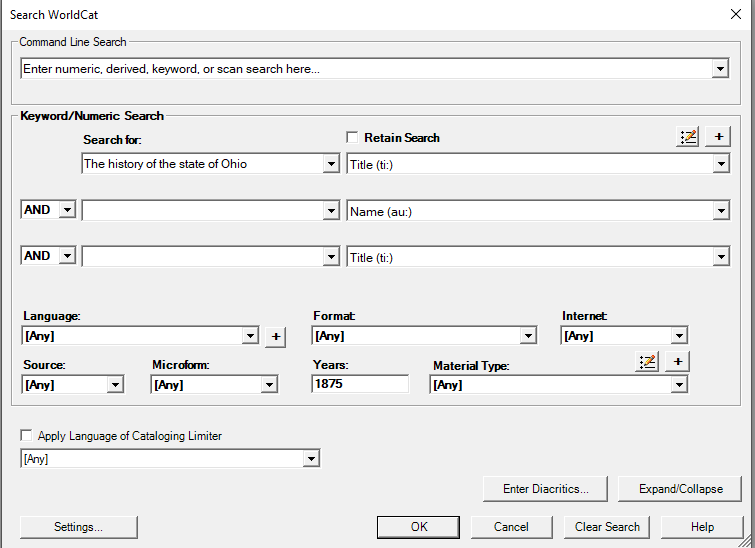 Search WorldCat
Command Line Search
Enter numeric, derived, keyword, or scan search here...
Keyword/Numeric Search
Search for:
Retain Search
The history of the state of Ohio
Title (ti:)
AND
Name (au:)
AND
Title (ti:)
Language:
Format:
Internet:
[Any]
+
[Any]
[Any]
Source:
Microform:
Years:
Material Type:
+
[Any]
[Any]
1875
[Any]
Apply Language of Cataloging Limiter
[Any]
Enter Diacritics...
Expand/Collapse
Settings...
OK
Cancel
Clear Search
Help